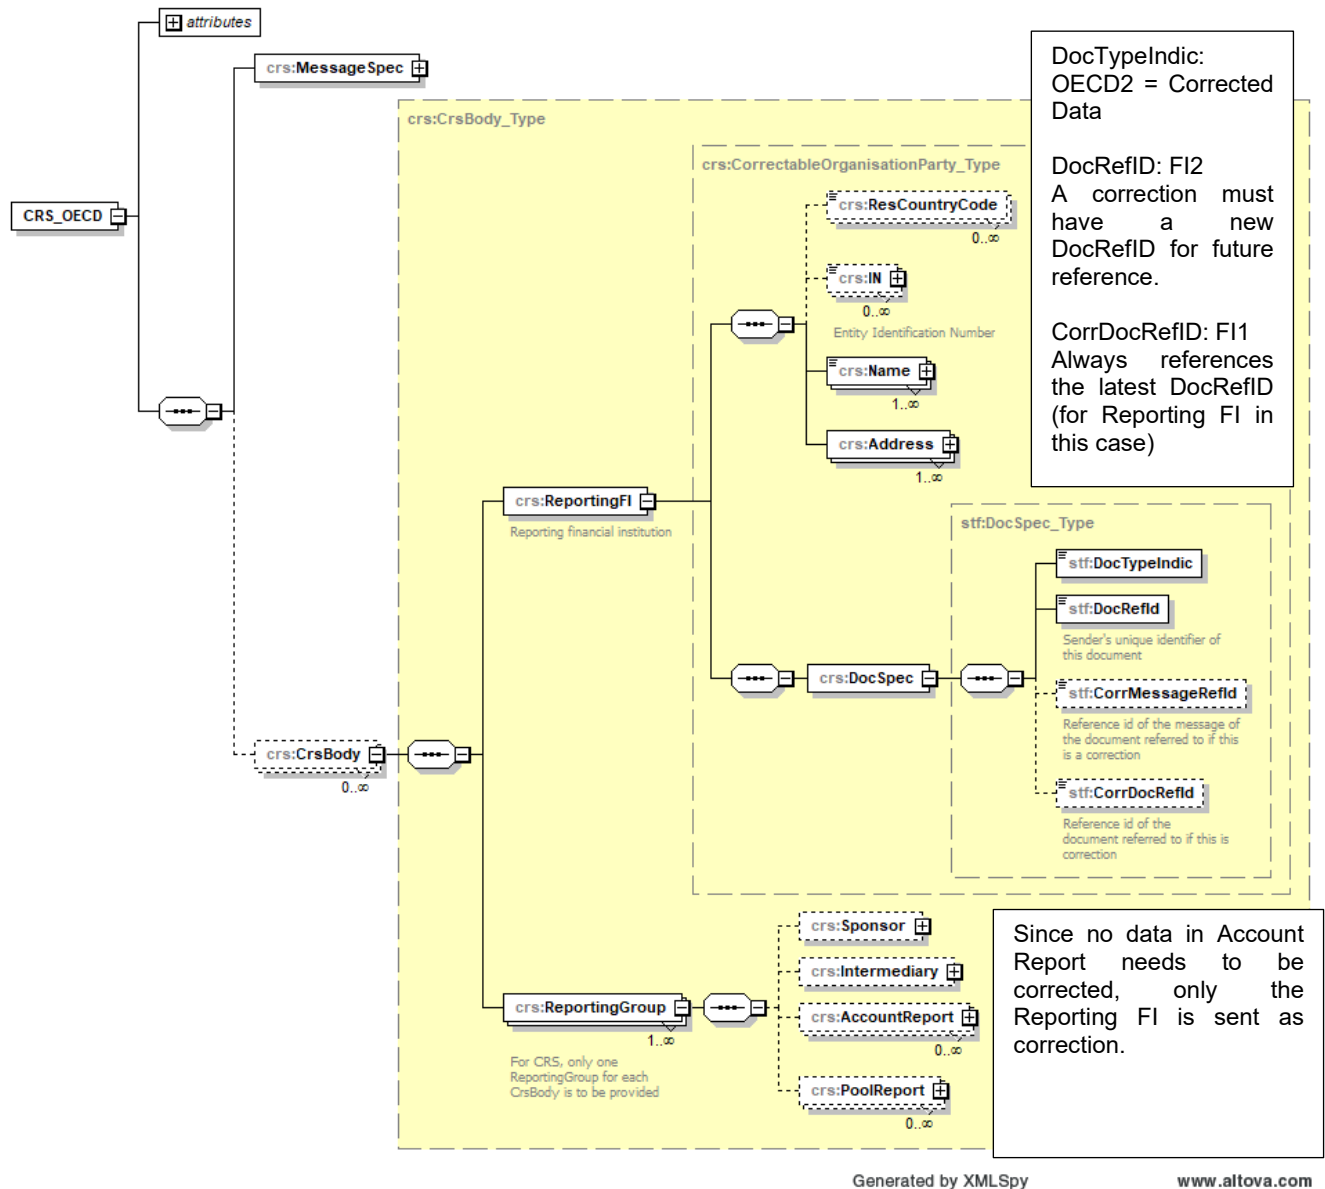 attributes
crs:MessageSpec
DocTypeIndic:
OECD2 = Corrected
Data
DocRefID: FI2
A correction must
have a new
DocRefID for future
reference.
CorrDocRefID: FI1
Always references
the latest DocRefID
(for Reporting FI in
this case)
crs:CrsBody_Type
crs:CorrectableOrganisationParty_Type
crs:ResCountryCode
0..∞
CRS_OECD
crs:IN
0..∞
Entity Identification Number
crs:Name
1..∞
crs:Address
1..∞
crs:ReportingFI
Reporting financial institution
stf:DocSpec_Type
stf:DocTypeIndic
stf:DocRefId
Sender's unique identifier of
this document
crs:DocSpec
stf:CorrMessageRefId
Reference id of the message of
the document referred to if this
is a correction
crs:CrsBody
0..∞
stf:CorrDocRefId
Reference id of the
document referred to if this is
correction
crs:Sponsor
crs:Intermediary
crs:ReportingGroup
1..∞
For CRS, only one
ReportingGroup for each
CrsBody is to be provided
crs:AccountReport
0..∞
crs:PoolReport
0..∞
Since no data in Account
Report needs to be
corrected, only the
Reporting FI is sent as
correction.
Generated by XMLSpy
www.altova.com